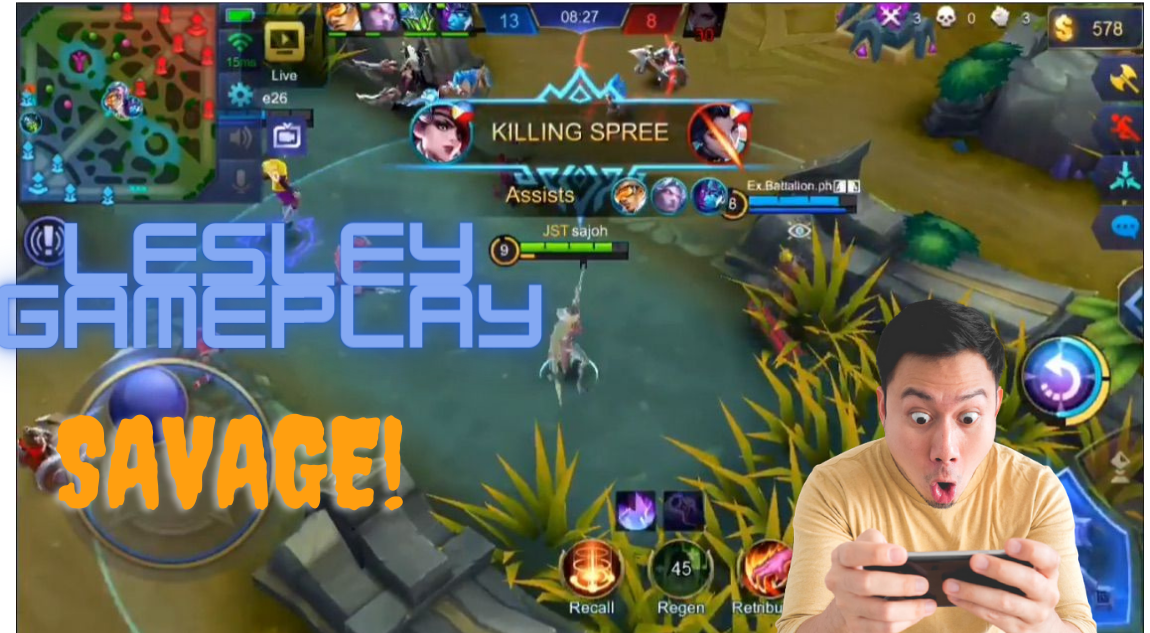 13 08:27 8
30
3 0 3
578
15ms
Live
e26
KILLING SPREE
Assists
Ex.Battalion.ph
8
JST sajoh
9
LESLEY
GAMEPLAY
SAVAGE!
45
Recall Regen Retribu